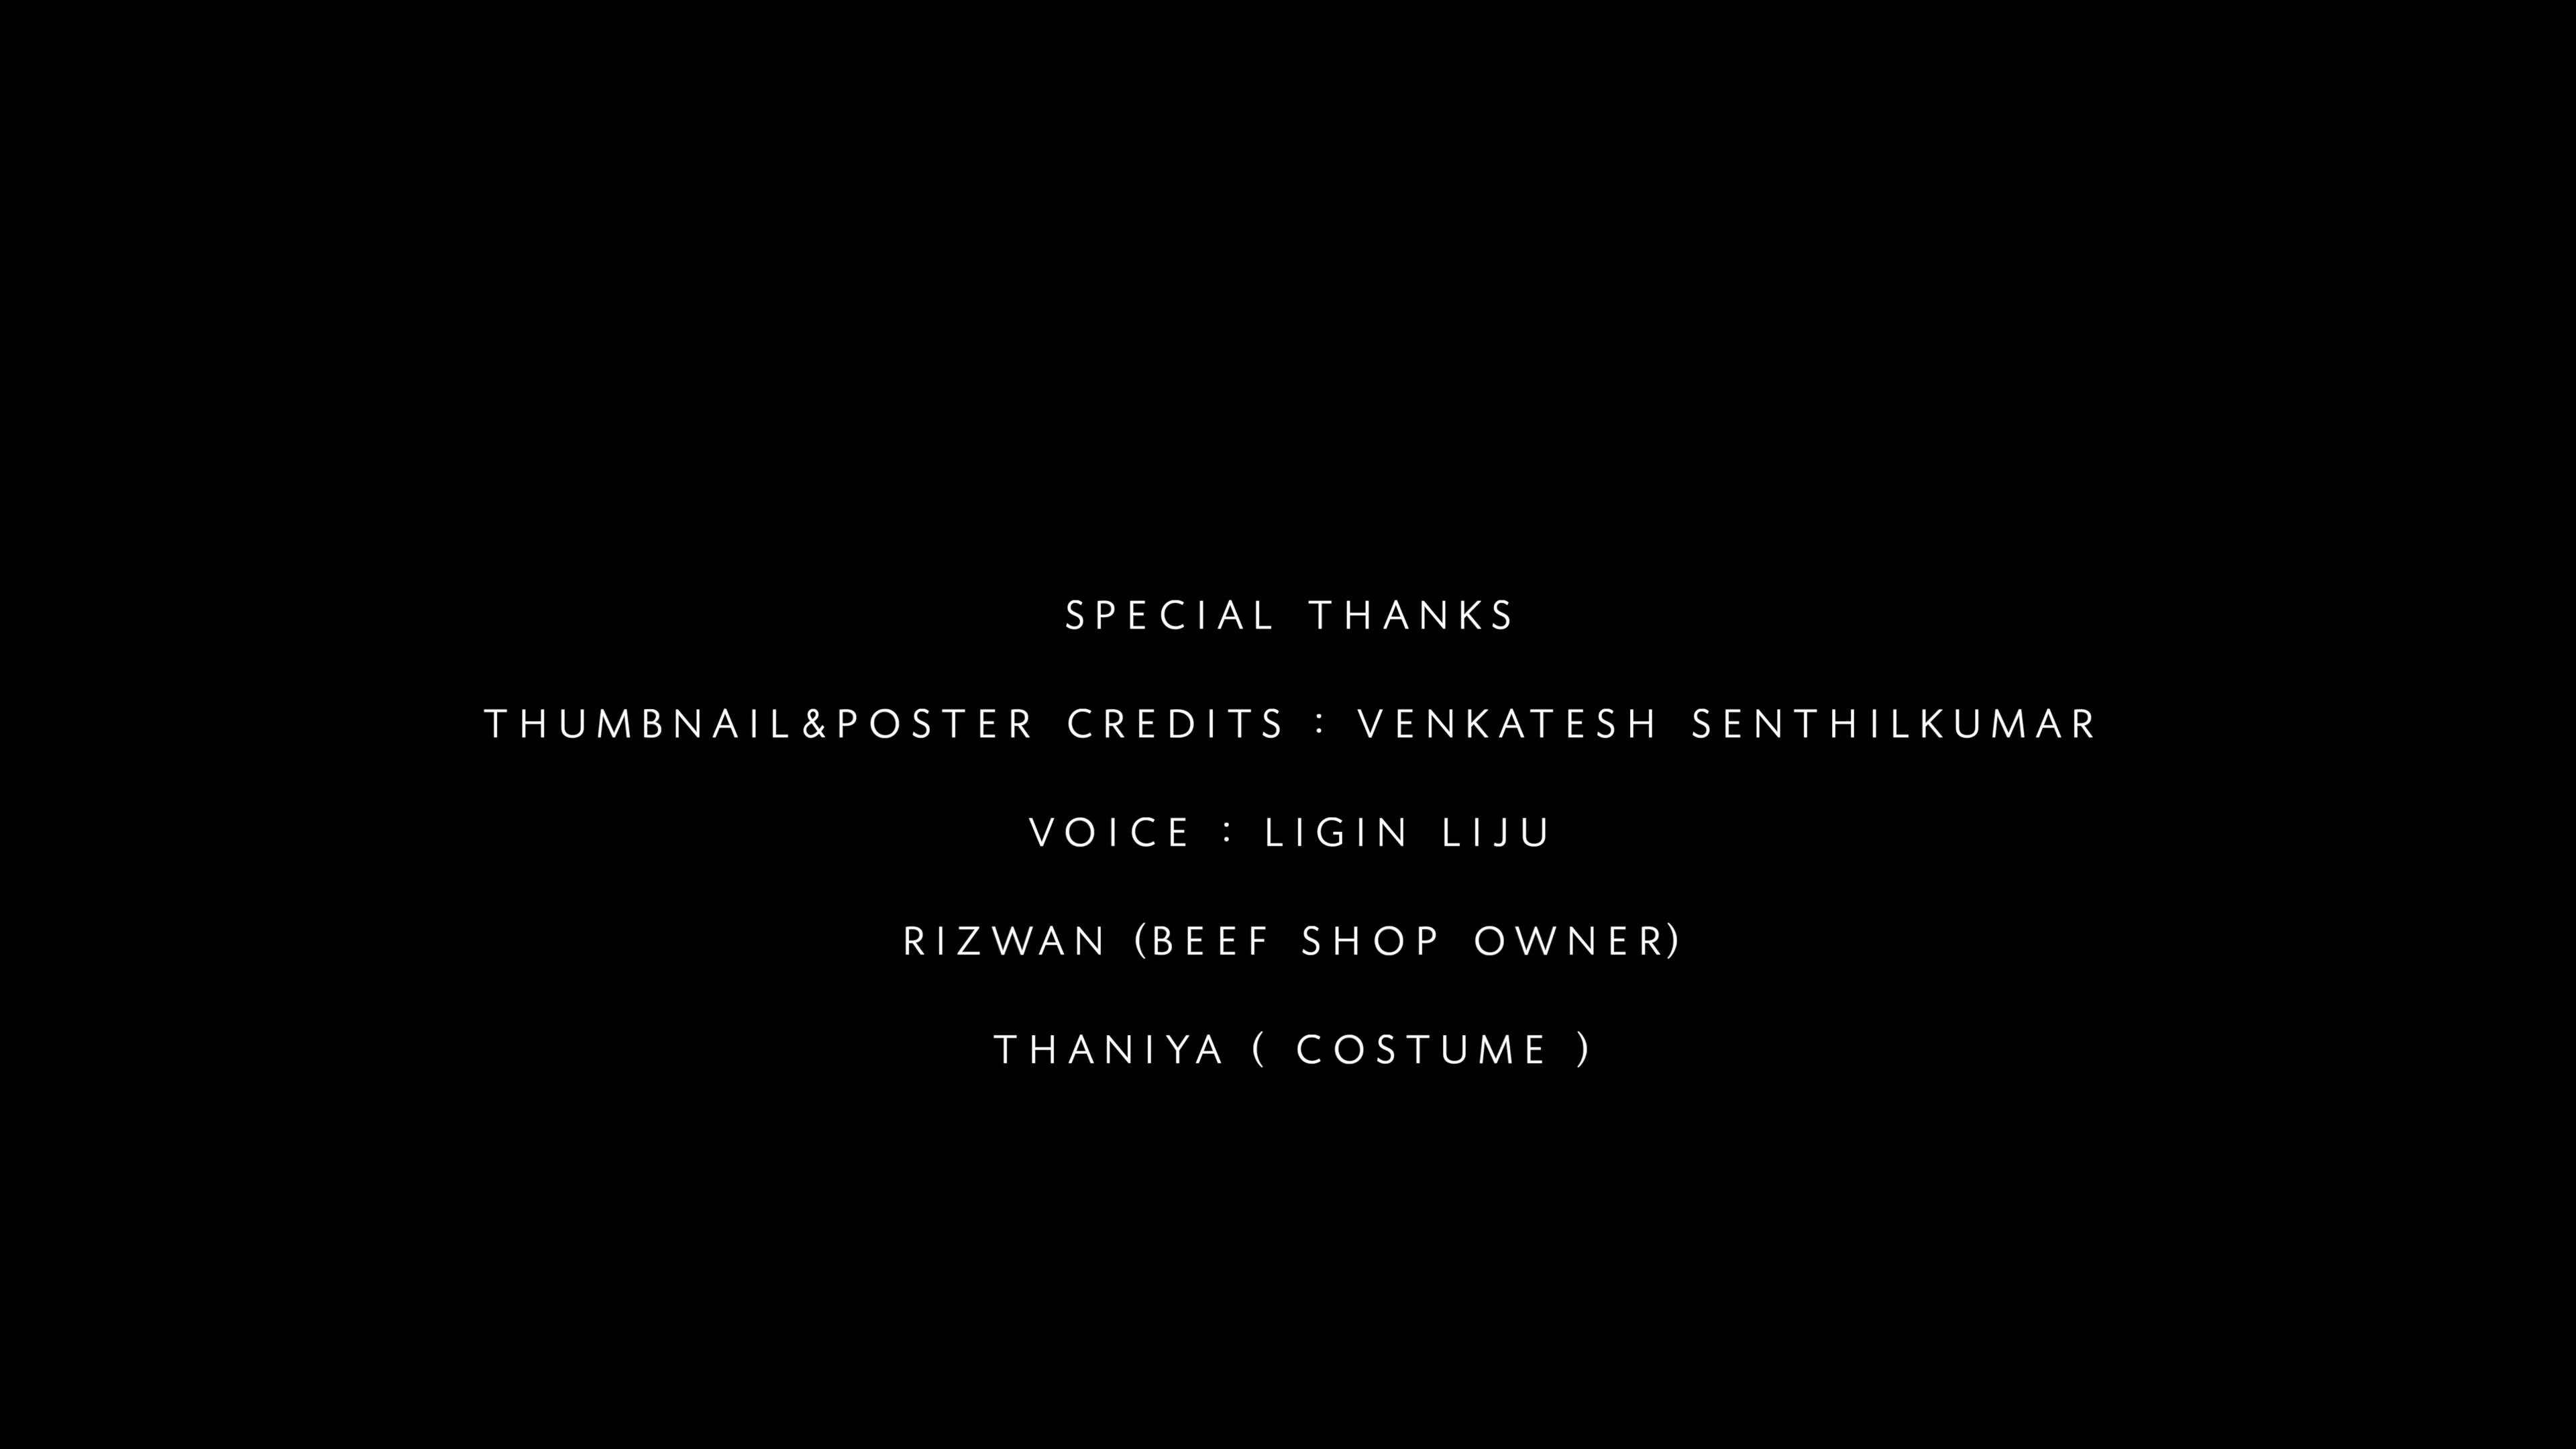 SPECIAL THANKS
THUMBNAIL&POSTER CREDITS : VENKATESH SENTHILKUMAR
VOICE : LIGIN LIJU
RIZWAN (BEEF SHOP OWNER)
THANIYA ( COSTUME )